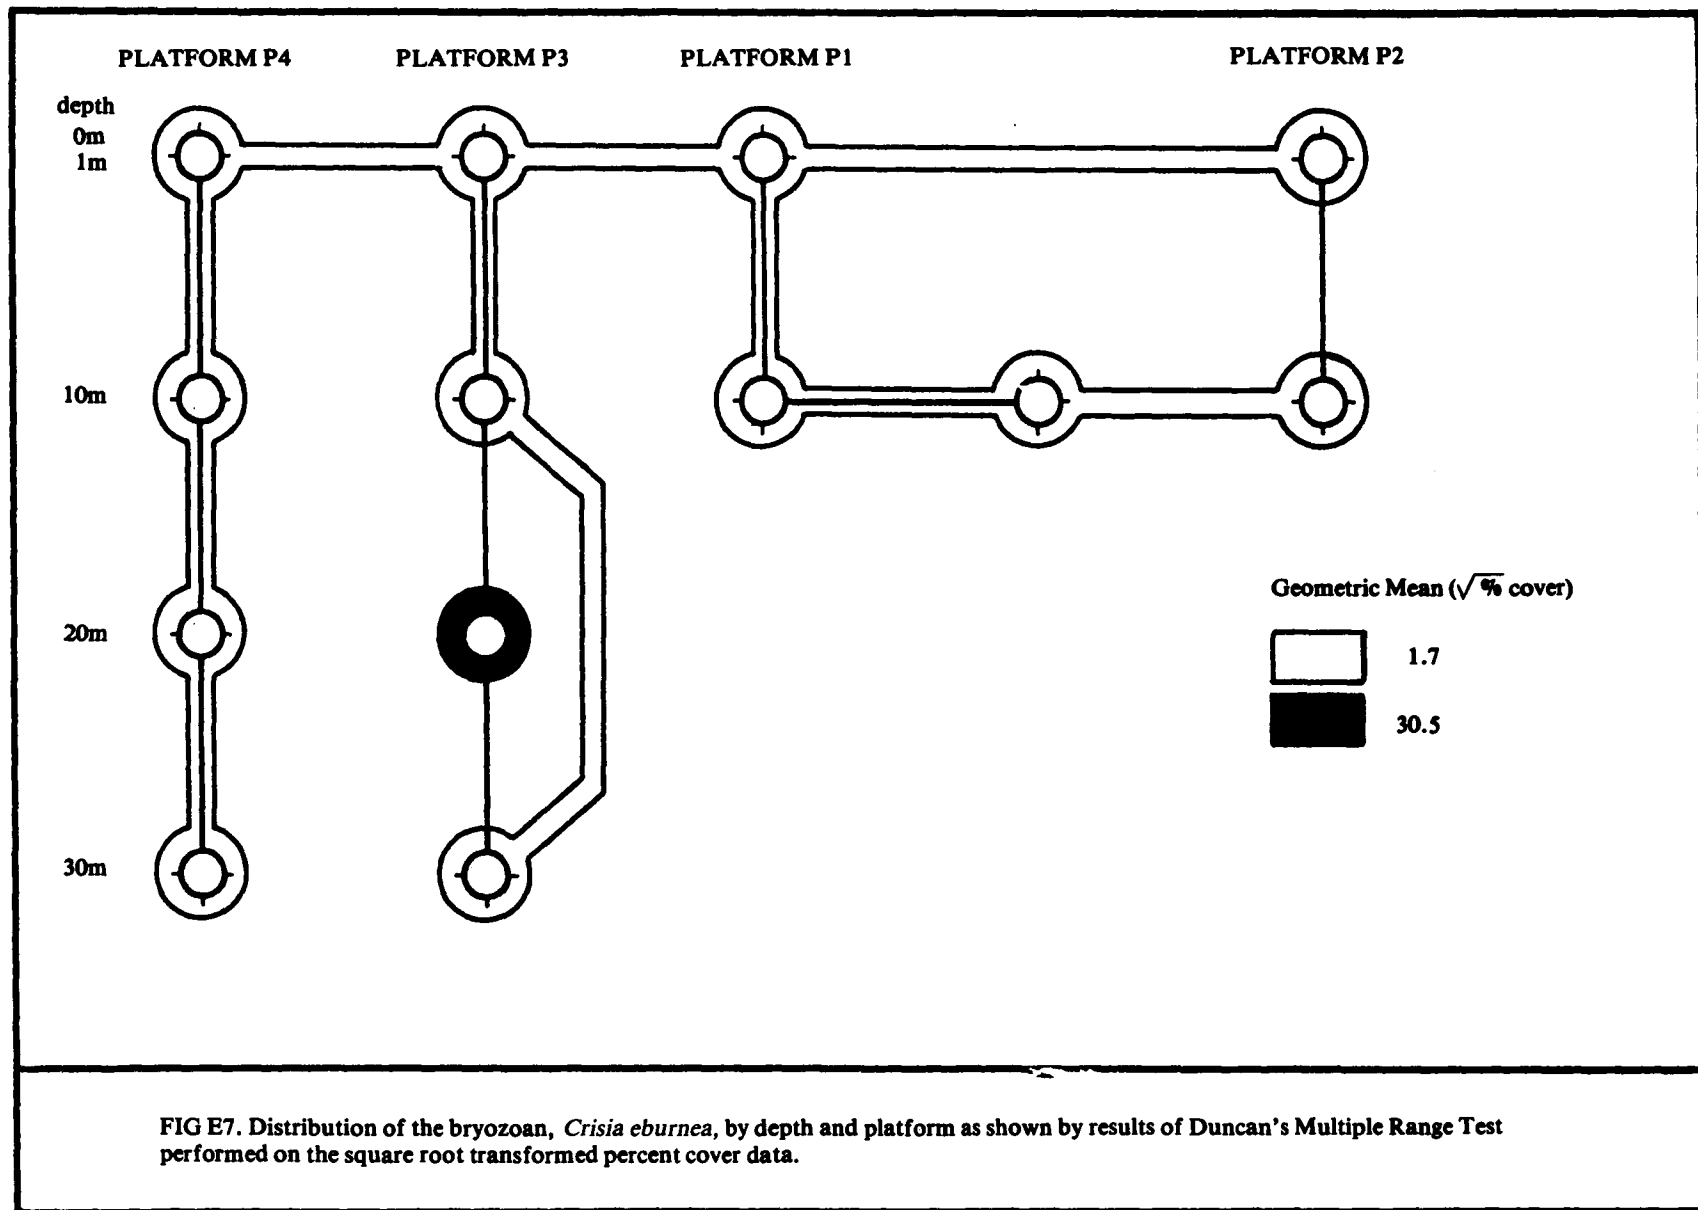 PLATFORM P4 PLATFORM P3 PLATFORM P1 PLATFORM P2
depth
0m
1m
10m
20m
30m
Geometric Mean (√% cover)
1.7
30.5
FIG E7. Distribution of the bryozoan, Crisia eburnea, by depth and platform as shown by results of Duncan's Multiple Range Test
performed on the square root transformed percent cover data.